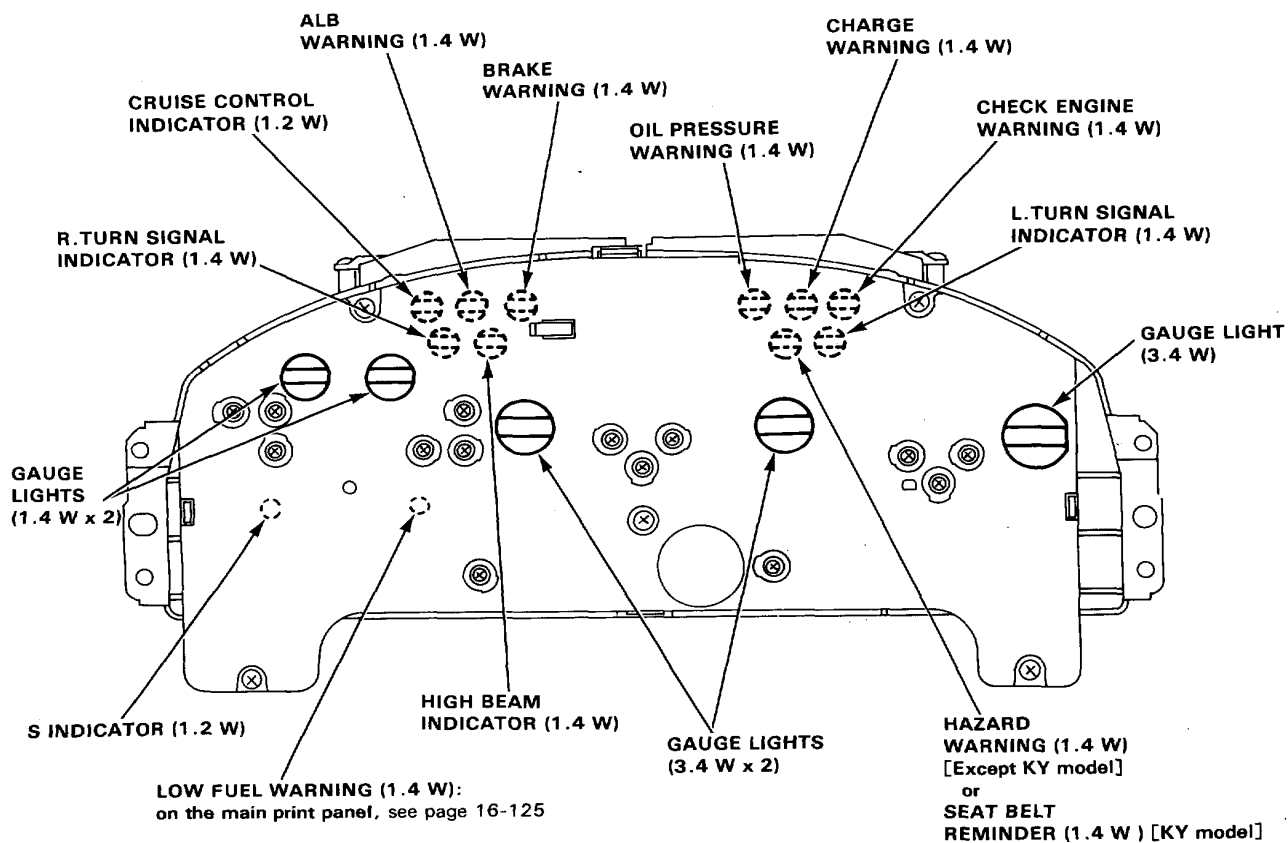 ALB
WARNING (1.4 W)
CHARGE
WARNING (1.4 W)
BRAKE
WARNING (1.4 W)
CRUISE CONTROL
INDICATOR (1.2 W)
CHECK ENGINE
WARNING (1.4 W)
OIL PRESSURE
WARNING (1.4 W)
R.TURN SIGNAL
INDICATOR (1.4 W)
L.TURN SIGNAL
INDICATOR (1.4 W)
GAUGE LIGHT
(3.4 W)
GAUGE
LIGHTS
(1.4 W x 2)
S INDICATOR (1.2 W)
HIGH BEAM
INDICATOR (1.4 W)
GAUGE LIGHTS
(3.4 W x 2)
HAZARD
WARNING (1.4 W)
[Except KY model]
or
SEAT BELT
REMINDER (1.4 W ) [KY model]
LOW FUEL WARNING (1.4 W):
on the main print panel, see page 16-125